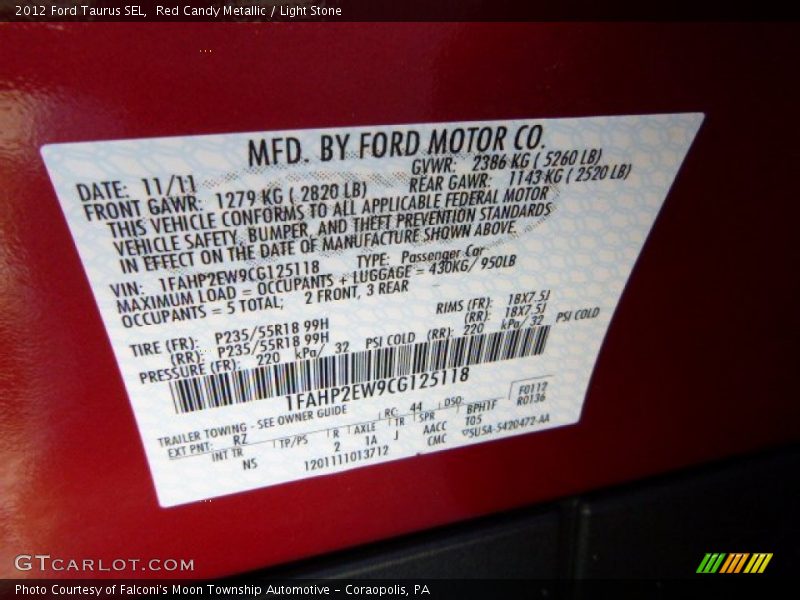 2012 Ford Taurus SEL, Red Candy Metallic / Light Stone
MFD. BY FORD MOTOR CO.
DATE: 11/11 GVWR: 2386 KG ( 5260 LB)
FRONT GAWR: 1279 KG ( 2820 LB) REAR GAWR: 1143 KG ( 2520 LB)
THIS VEHICLE CONFORMS TO ALL APPLICABLE FEDERAL MOTOR
VEHICLE SAFETY, BUMPER, AND THEFT PREVENTION STANDARDS
IN EFFECT ON THE DATE OF MANUFACTURE SHOWN ABOVE.
VIN: 1FAHP2EW9CG125118 TYPE: Passenger Car
MAXIMUM LOAD = OCCUPANTS + LUGGAGE = 430KG/ 950LB
OCCUPANTS = 5 TOTAL; 2 FRONT, 3 REAR
TIRE (FR): P235/55R18 99H RIMS (FR): 18X7.5J
(RR): P235/55R18 99H (RR): 18X7.5J
PRESSURE (FR): 220 kPa/ 32 PSI COLD (RR): 220 kPa/ 32 PSI COLD
1FAHP2EW9CG125118
TRAILER TOWING - SEE OWNER GUIDE
EXT PNT: RZ RC: 44 DSO: F0112
INT TR TP/PS R AXLE TR SPR BPH1F R0136
NS 2 1A J AACC T05
1201111013712 CMC 5U5A-5420472-AA
GTCARLOT.COM
Photo Courtesy of Falconi's Moon Township Automotive - Coraopolis, PA